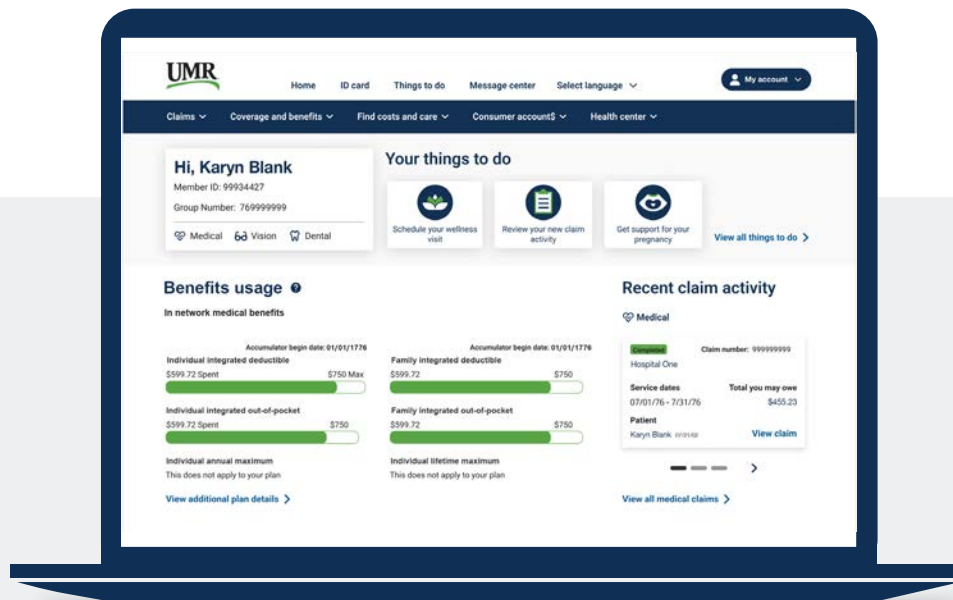 UMR
Home ID card Things to do Message center Select language
My account
Claims Coverage and benefits Find costs and care Consumer account$ Health center
Hi, Karyn Blank
Member ID: 99934427
Group Number: 769999999
Medical Vision Dental
Your things to do
Schedule your wellness
visit
Review your new claim
activity
Get support for your
pregnancy
View all things to do
Benefits usage
In network medical benefits
Accumulator begin date: 01/01/1776
Individual integrated deductible
$599.72 Spent $750 Max
Individual integrated out-of-pocket
$599.72 Spent $750
Individual annual maximum
This does not apply to your plan
View additional plan details
Accumulator begin date: 01/01/1776
Family integrated deductible
$599.72 $750
Family integrated out-of-pocket
$599.72 $750
Individual lifetime maximum
This does not apply to your plan
Recent claim activity
Medical
Completed Claim number: 999999999
Hospital One
Service dates Total you may owe
07/01/76 - 7/31/76 $455.23
Patient
Karyn Blank View claim
View all medical claims